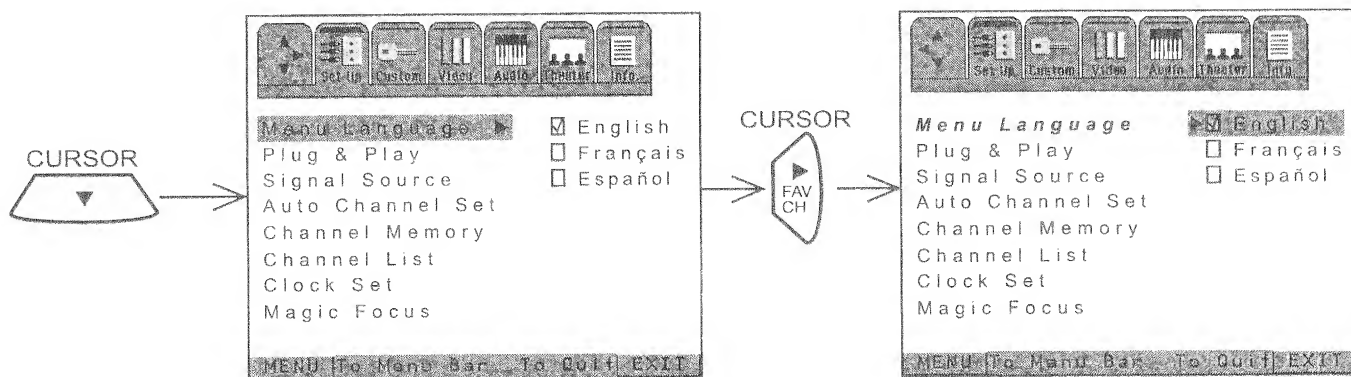 CURSOR
Set Up Custom Video Audio Theater Info
Menu Language
Plug & Play
Signal Source
Auto Channel Set
Channel Memory
Channel List
Clock Set
Magic Focus
English
Français
Español
MENU To Menu Bar To Quit EXIT
CURSOR
FAV
CH
Set Up Custom Video Audio Theater Info
Menu Language
Plug & Play
Signal Source
Auto Channel Set
Channel Memory
Channel List
Clock Set
Magic Focus
English
Français
Español
MENU To Menu Bar To Quit EXIT